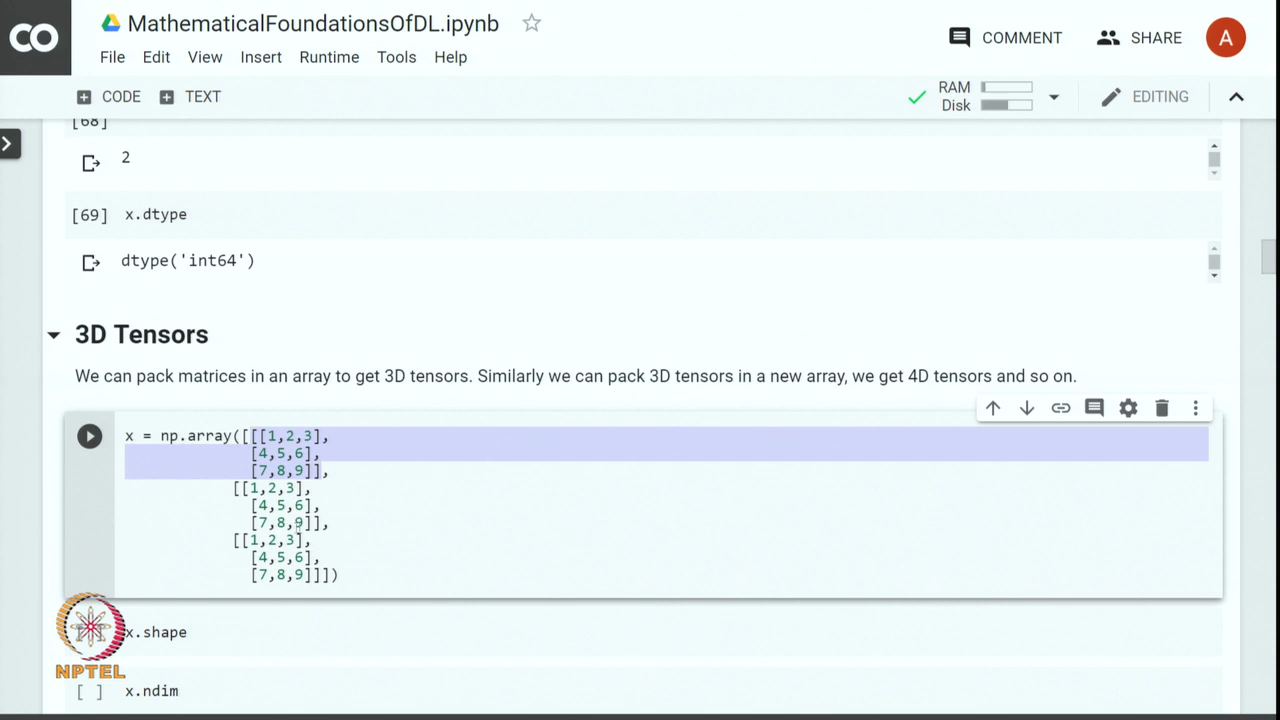 CO
MathematicalFoundationsOfDL.ipynb
File Edit View Insert Runtime Tools Help
COMMENT
SHARE
A
CODE
TEXT
RAM
Disk
EDITING
[68]
2
[69] x.dtype
dtype('int64')
3D Tensors
We can pack matrices in an array to get 3D tensors. Similarly we can pack 3D tensors in a new array, we get 4D tensors and so on.
x = np.array([[[1,2,3],
[4,5,6],
[7,8,9]],
[[1,2,3],
[4,5,6],
[7,8,9]],
[[1,2,3],
[4,5,6],
[7,8,9]]])
x.shape
NPTEL
[ ] x.ndim